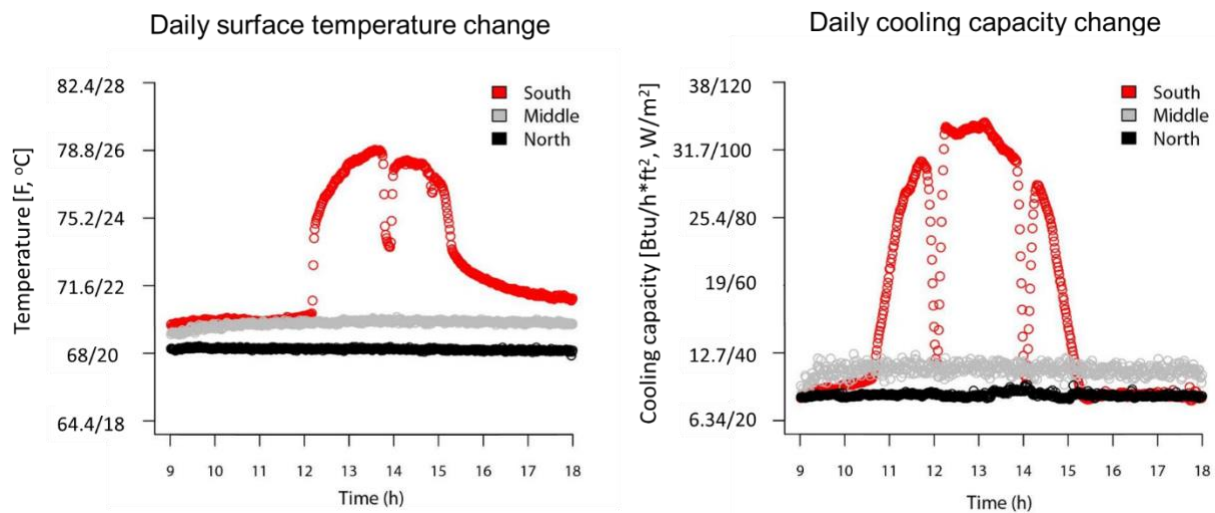 Daily surface temperature change
Temperature [F, ºC]
82.4/28
78.8/26
75.2/24
71.6/22
68/20
64.4/18
South
Middle
North
9 10 11 12 13 14 15 16 17 18
Time (h)
Daily cooling capacity change
Cooling capacity [Btu/h*ft², W/m²]
38/120
31.7/100
25.4/80
19/60
12.7/40
6.34/20
South
Middle
North
9 10 11 12 13 14 15 16 17 18
Time (h)